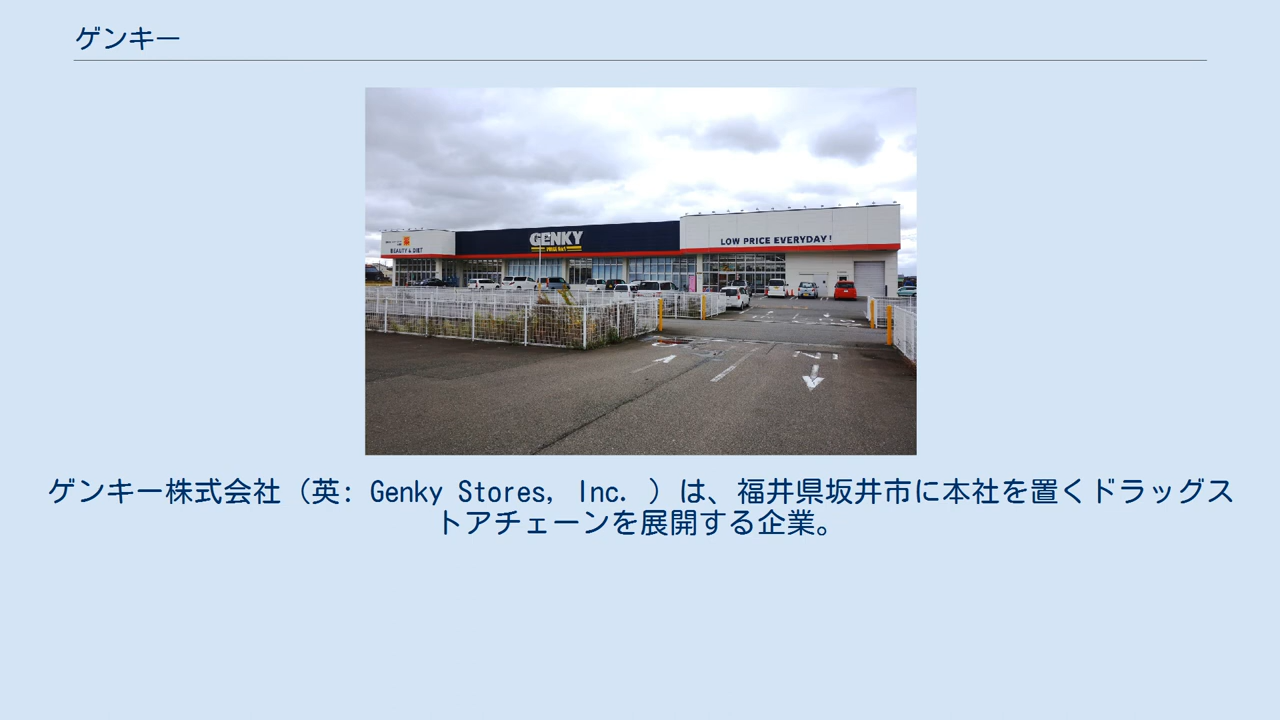 ゲンキー
GENKY
LOW PRICE EVERYDAY!
BEAUTY & DIET
ゲンキー株式会社（英: Genky Stores, Inc. ）は、福井県坂井市に本社を置くドラッグス
トアチェーンを展開する企業。